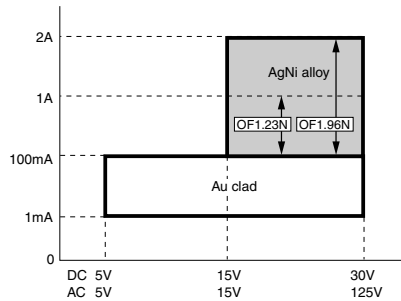 2A
AgNi alloy
1A
OF1.23N OF1.96N
100mA
Au clad
1mA
0
DC 5V 15V 30V
AC 5V 15V 125V